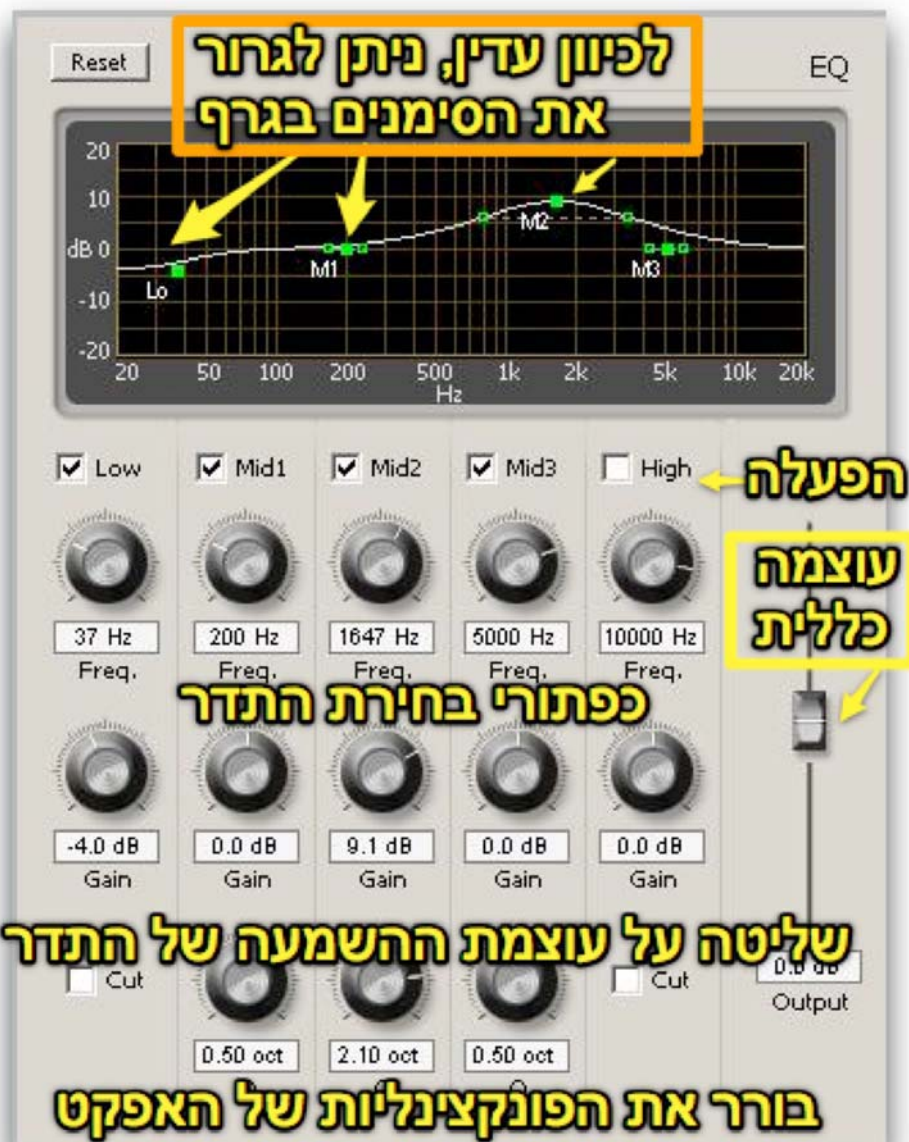 Reset
לכיוון עדין, ניתן לגרור
את הסימנים בגרף
EQ
20
10
dB 0
-10
-20
Lo
M1
M2
M3
20 50 100 200 500 1k 2k 5k 10k 20k
Hz
Low Mid1 Mid2 Mid3 High
הפעלה
עוצמה
כללית
37 Hz 200 Hz 1647 Hz 5000 Hz 10000 Hz
Freq. Freq. Freq. Freq. Freq.
כפתורי בחירת התדר
-4.0 dB 0.0 dB 9.1 dB 0.0 dB 0.0 dB
Gain Gain Gain Gain Gain
שליטה על עוצמת ההשמעה של התדר
Cut Cut 0.0 dB
Output
0.50 oct 2.10 oct 0.50 oct
בורר את הפונקצינליות של האפקט